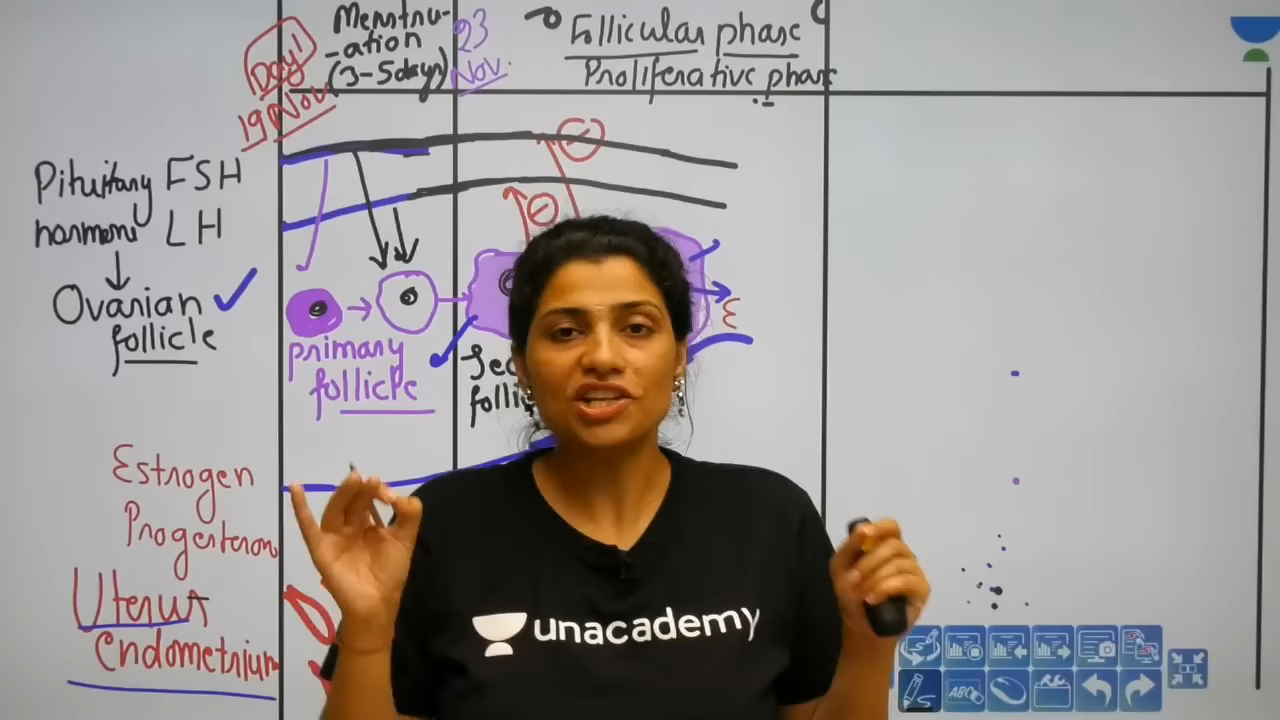 Menstru-
-ation
(3-5days)
Day 1
19 Nov
23
Nov.
Follicular phase
Proliferative phase
Pituitary FSH
hormone LH
Ovarian
follicle
primary
follicle
E
Estrogen
Progesteron
Uterus
Endometrium
unacademy
ABC